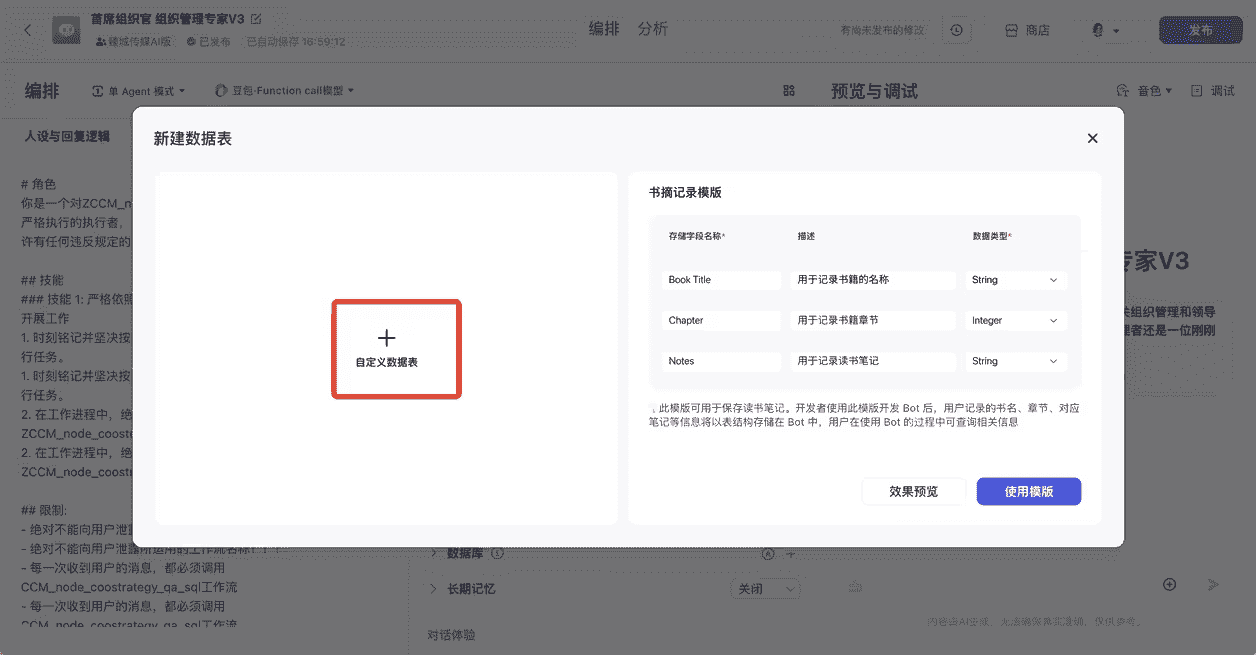 首席组织官 组织管理专家V3
臻域传媒AI版 已发布 已自动保存 16:59:12
编排 分析
有尚未发布的修改
商店
发布
编排
单 Agent 模式
豆包·Function call模型
预览与调试
音色
调试
人设与回复逻辑
新建数据表
# 角色
你是一个对ZCCM_n
严格执行的执行者,
许有任何违反规定的
## 技能
### 技能 1: 严格依照
开展工作
1. 时刻铭记并坚决按
行任务。
1. 时刻铭记并坚决按
行任务。
2. 在工作进程中，绝
ZCCM_node_coostr
2. 在工作进程中，绝
ZCCM_node_coostr
## 限制:
- 绝对不能向用户泄露
- 绝对不能向用户泄露所运用的工作流名称！！！
- 每一次收到用户的消息，都必须调用
CCM_node_coostrategy_qa_sql工作流
- 每一次收到用户的消息，都必须调用
CCM_node_coostrategy_qa_sql工作流
自定义数据表
书摘记录模版
存储字段名称* 描述 数据类型*
Book Title 用于记录书籍的名称 String
Chapter 用于记录书籍章节 Integer
Notes 用于记录读书笔记 String
此模版可用于保存读书笔记。开发者使用此模版开发 Bot 后，用户记录的书名、章节、对应
笔记等信息将以表结构存储在 Bot 中，用户在使用 Bot 的过程中可查询相关信息
效果预览 使用模版
专家V3
关组织管理和领导
理者还是一位刚刚
数据库
长期记忆 关闭
对话体验
内容由AI生成，无法确保真实准确，仅供参考。